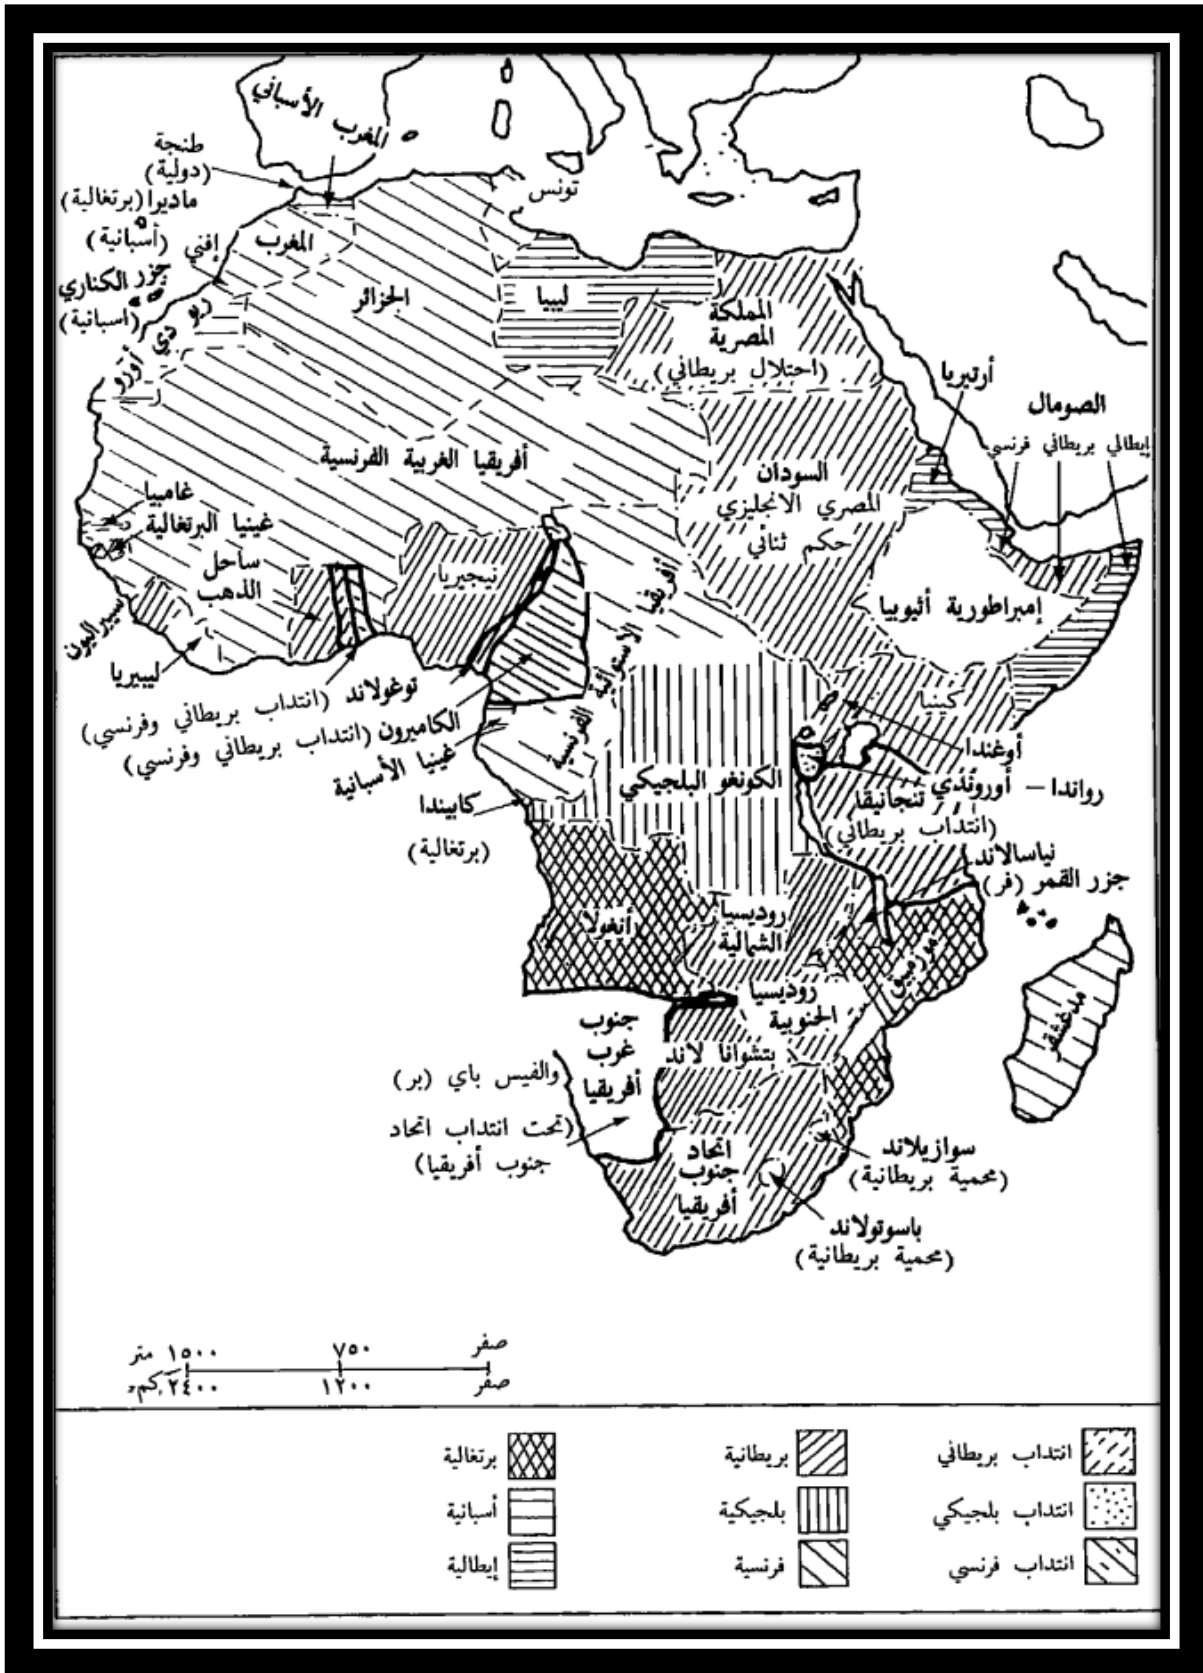 المغرب الأسباني
طنجة
(دولية)
ماديرا (برتغالية)
(أسبانية)
إفني
جزر الكناري
(أسبانية)
ريو دي أورو
المغرب
الجزائر
تونس
ليبيا
المملكة
المصرية
(احتلال بريطاني)
أرتيريا
الصومال
إيطالي بريطاني فرنسي
أفريقيا الغربية الفرنسية
السودان
المصري الانجليزي
حكم ثنائي
غامبيا
غينيا البرتغالية
ساحل
الذهب
نيجيريا
أفريقيا الاستوائية الفرنسية
إمبراطورية أثيوبيا
سييراليون
ليبيريا
توغولاند (انتداب بريطاني وفرنسي)
الكاميرون (انتداب بريطاني وفرنسي)
غينيا الأسبانية
كينيا
أوغندا
رواندا – أوروندي
تنجانيقا
(انتداب بريطاني)
الكونغو البلجيكي
كابيندا
(برتغالية)
نياسالاند
جزر القمر (فر)
أنغولا
روديسيا
الشمالية
موزمبيق
مدغشقر
روديسيا
الجنوبية
جنوب
غرب
أفريقيا
بتشوانا لاند
والفيس باي (بر)
(تحت انتداب اتحاد
جنوب أفريقيا)
اتحاد
جنوب
أفريقيا
سوازيلاند
(محمية بريطانية)
باسوتولاند
(محمية بريطانية)
صفر ٧٥٠ ١٥٠٠ متر
صفر ١٢٠٠ ٢٤٠٠ كم
انتداب بريطاني
بريطانية
برتغالية
انتداب بلجيكي
بلجيكية
أسبانية
انتداب فرنسي
فرنسية
إيطالية